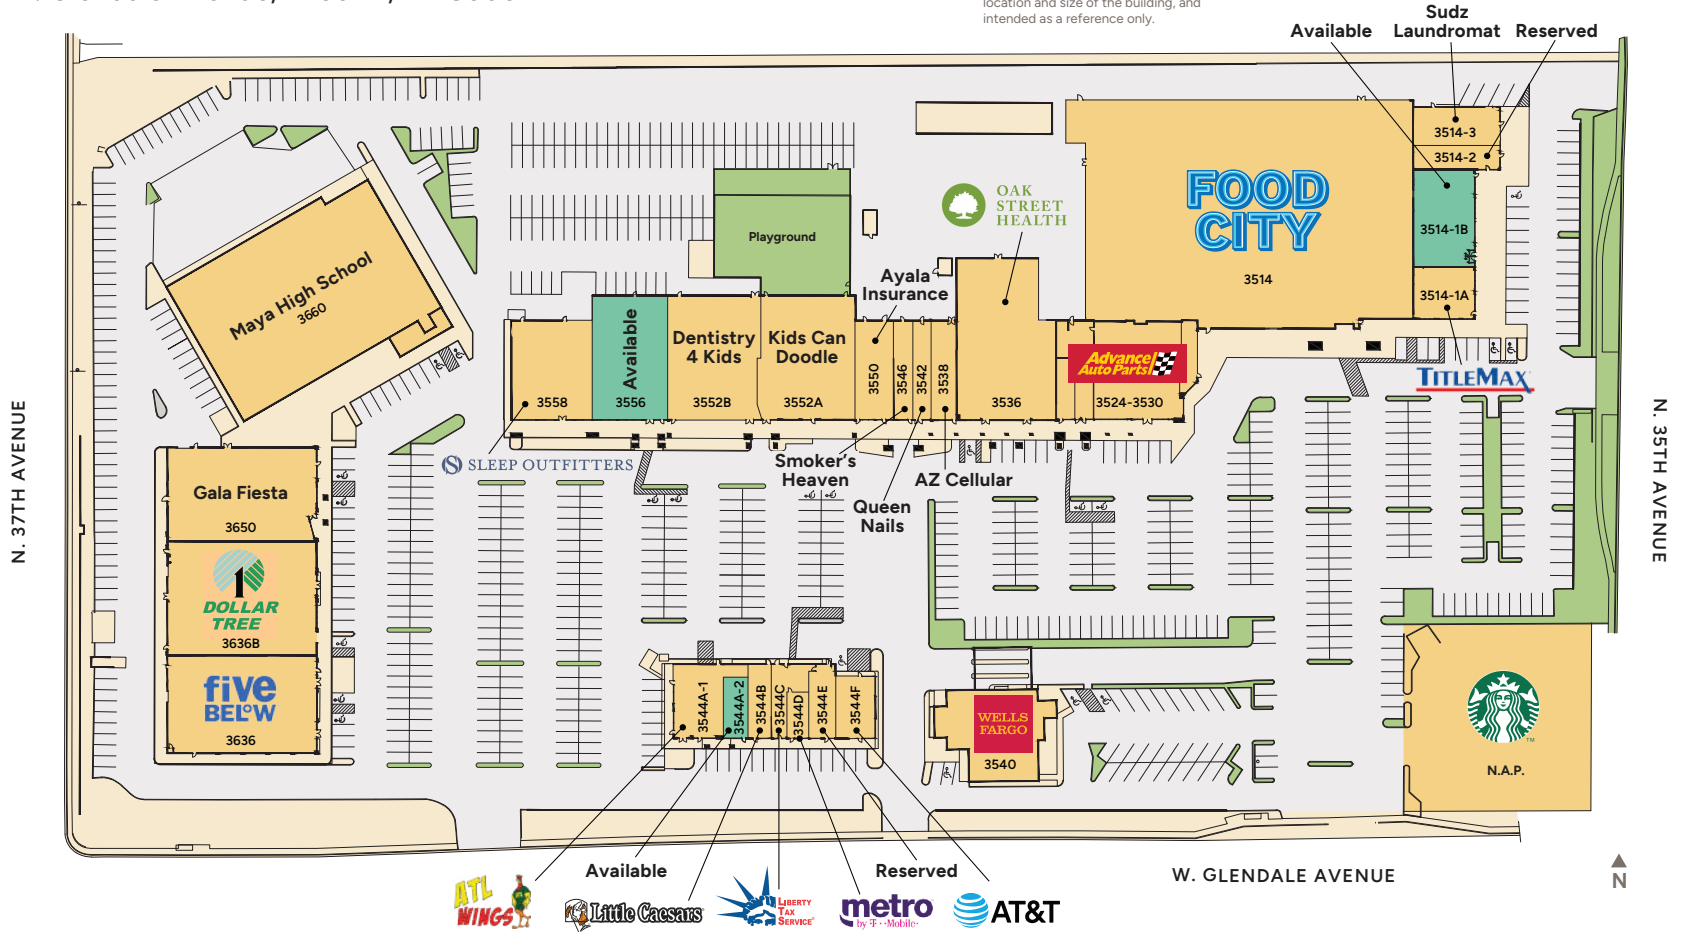 location and size of the building, and
intended as a reference only.
Available
Sudz
Laundromat
Reserved
3514-3
3514-2
3514-1B
3514-1A
FOOD
CITY
3514
OAK
STREET
HEALTH
Playground
Maya High School
3660
Ayala
Insurance
Available
Dentistry
4 Kids
Kids Can
Doodle
Advance
Auto Parts
TITLEMAX
3558
3556
3552B
3552A
3550
3546
3542
3538
3536
3524-3530
SLEEP OUTFITTERS
Smoker's
Heaven
AZ Cellular
Queen
Nails
N. 37TH AVENUE
N. 35TH AVENUE
Gala Fiesta
3650
1
DOLLAR
TREE
3636B
five
BELOW
3636
3544A-1
3544A-2
3544B
3544C
3544D
3544E
3544F
WELLS
FARGO
3540
TM
N.A.P.
Available
Reserved
W. GLENDALE AVENUE
N
ATL
WINGS
Little Caesars
LIBERTY
TAX
SERVICE
metro
by T-Mobile
AT&T